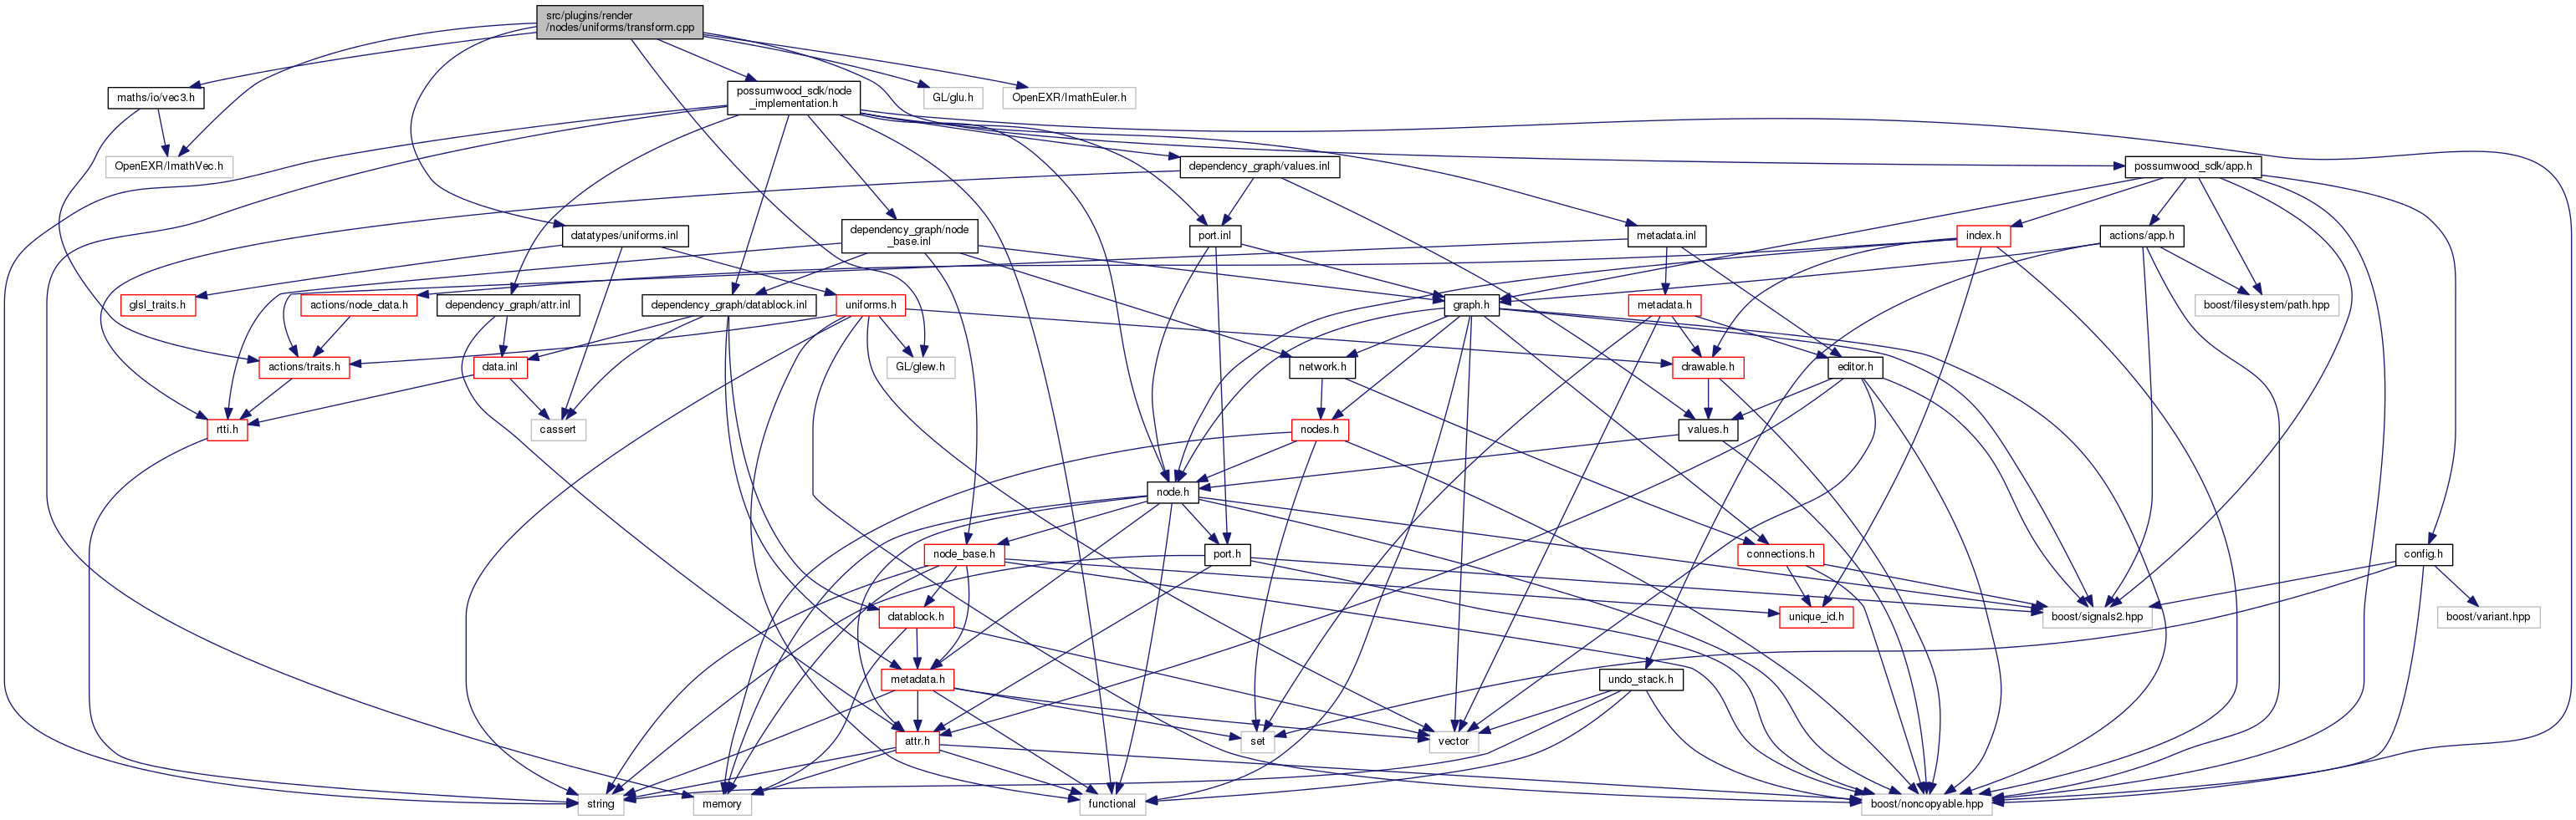 src/plugins/render
/nodes/uniforms/transform.cpp
maths/io/vec3.h
possumwood_sdk/node
_implementation.h
GL/glu.h
OpenEXR/ImathEuler.h
OpenEXR/ImathVec.h
dependency_graph/values.inl
possumwood_sdk/app.h
datatypes/uniforms.inl
dependency_graph/node
_base.inl
port.inl
metadata.inl
index.h
actions/app.h
glsl_traits.h
actions/node_data.h
dependency_graph/attr.inl
dependency_graph/datablock.inl
uniforms.h
graph.h
metadata.h
boost/filesystem/path.hpp
actions/traits.h
data.inl
GL/glew.h
network.h
drawable.h
editor.h
rtti.h
cassert
nodes.h
values.h
node.h
node_base.h
port.h
connections.h
config.h
datablock.h
unique_id.h
boost/signals2.hpp
boost/variant.hpp
metadata.h
undo_stack.h
attr.h
set
vector
string
memory
functional
boost/noncopyable.hpp